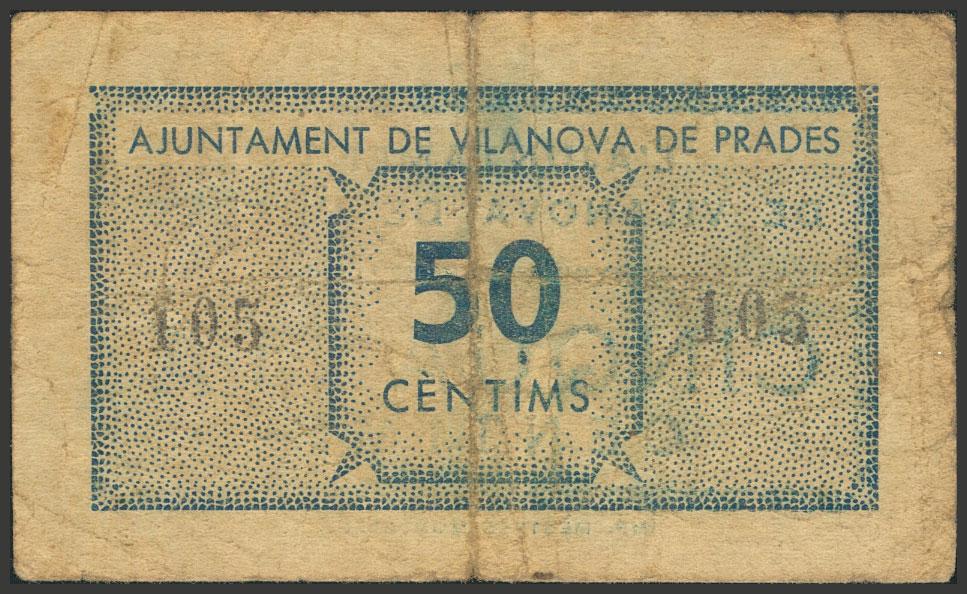 AJUNTAMENT DE VILANOVA DE PRADES
50
105 105
CÈNTIMS